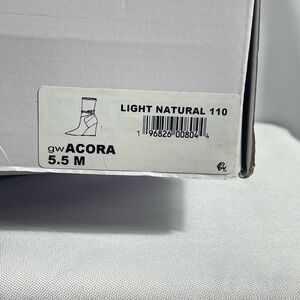 LIGHT NATURAL 110
1 96826 00804 4
gwACORA
5.5 M